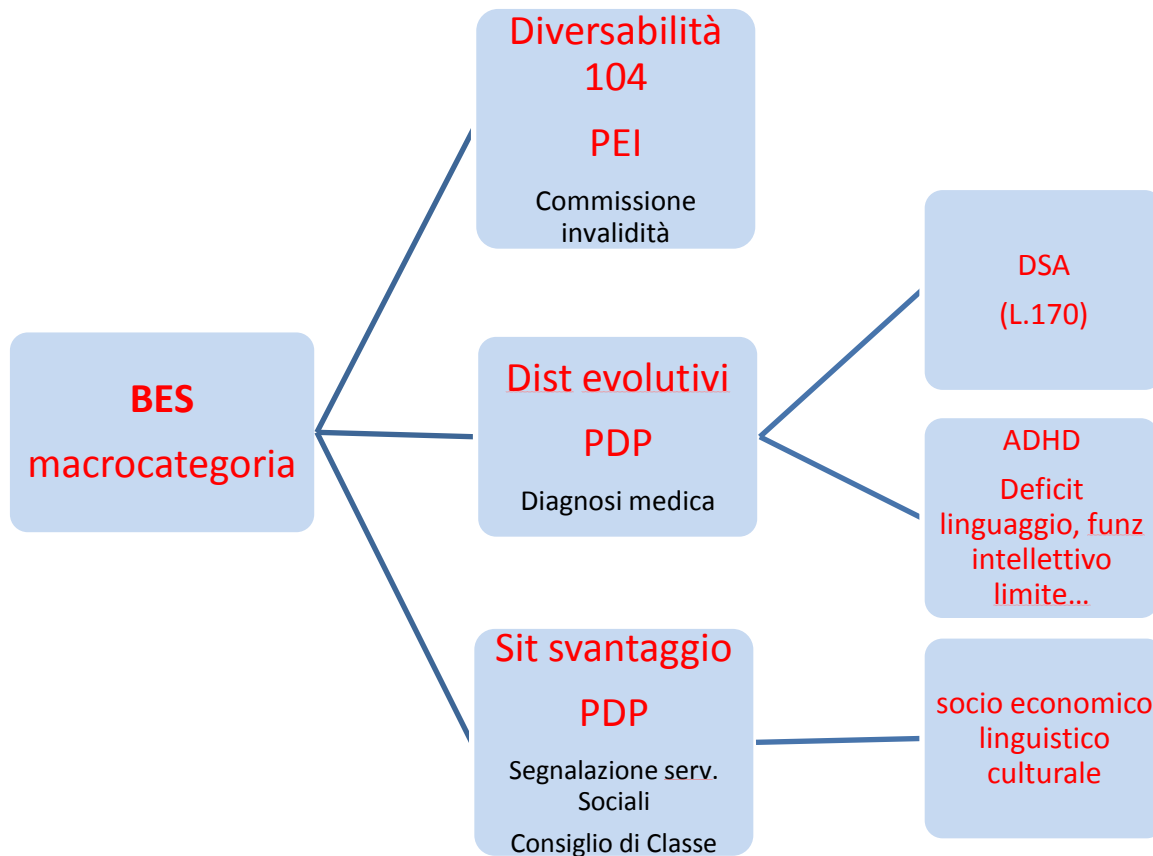 BES
macrocategoria
Diversabilità
104
PEI
Commissione
invalidità
Dist evolutivi
PDP
Diagnosi medica
Sit svantaggio
PDP
Segnalazione serv.
Sociali
Consiglio di Classe
DSA
(L.170)
ADHD
Deficit
linguaggio, funz
intellettivo
limite...
socio economico
linguistico
culturale